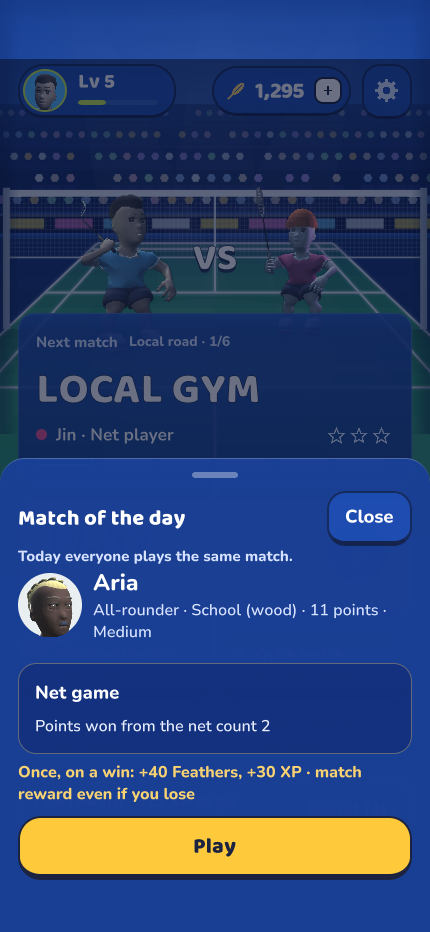 Lv 5
1,295
+
VS
Next match Local road · 1/6
LOCAL GYM
Jin · Net player
Match of the day
Close
Today everyone plays the same match.
Aria
All-rounder · School (wood) · 11 points ·
Medium
Net game
Points won from the net count 2
Once, on a win: +40 Feathers, +30 XP · match
reward even if you lose
Play